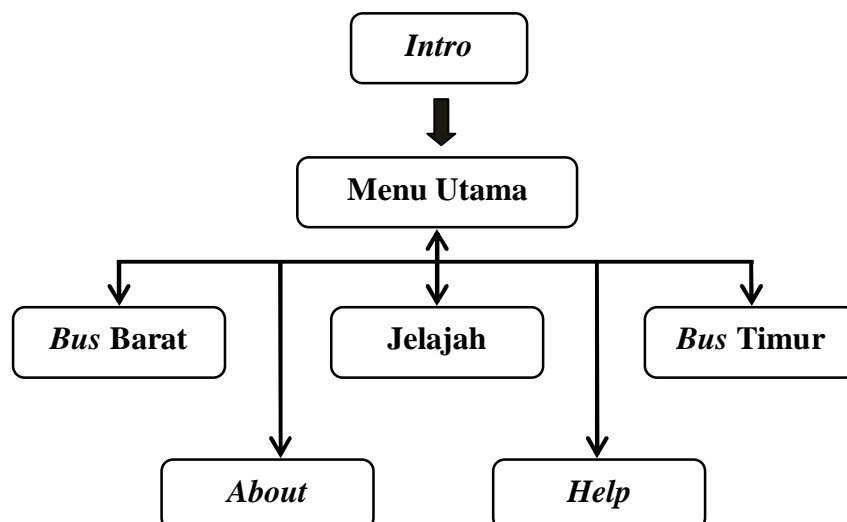 Intro
Menu Utama
Bus Barat
Jelajah
Bus Timur
About
Help